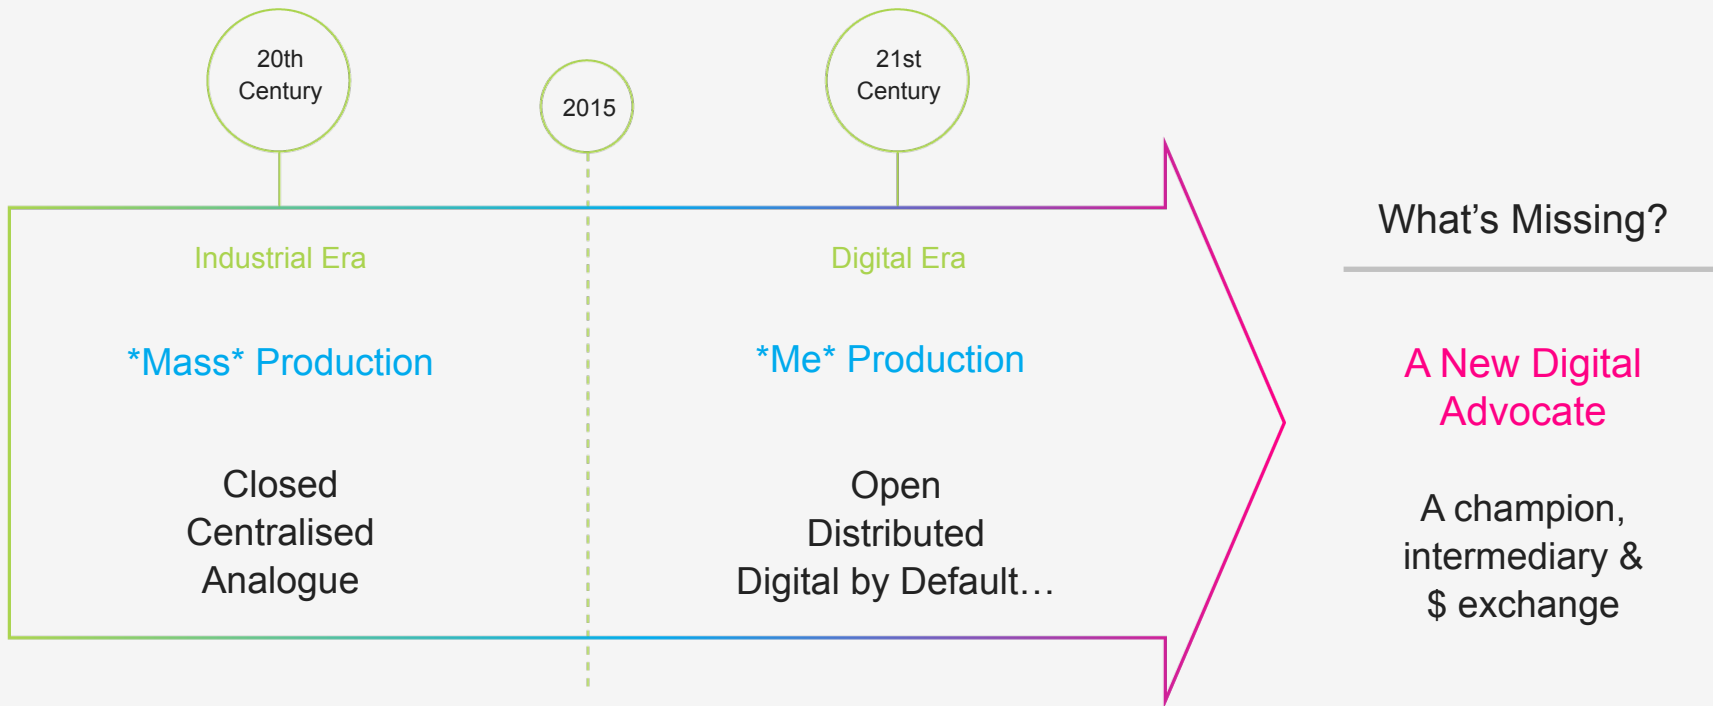 20th
Century
2015
21st
Century
Industrial Era
Digital Era
*Mass* Production
*Me* Production
Closed
Centralised
Analogue
Open
Distributed
Digital by Default…
What’s Missing?
A New Digital
Advocate
A champion,
intermediary &
$ exchange